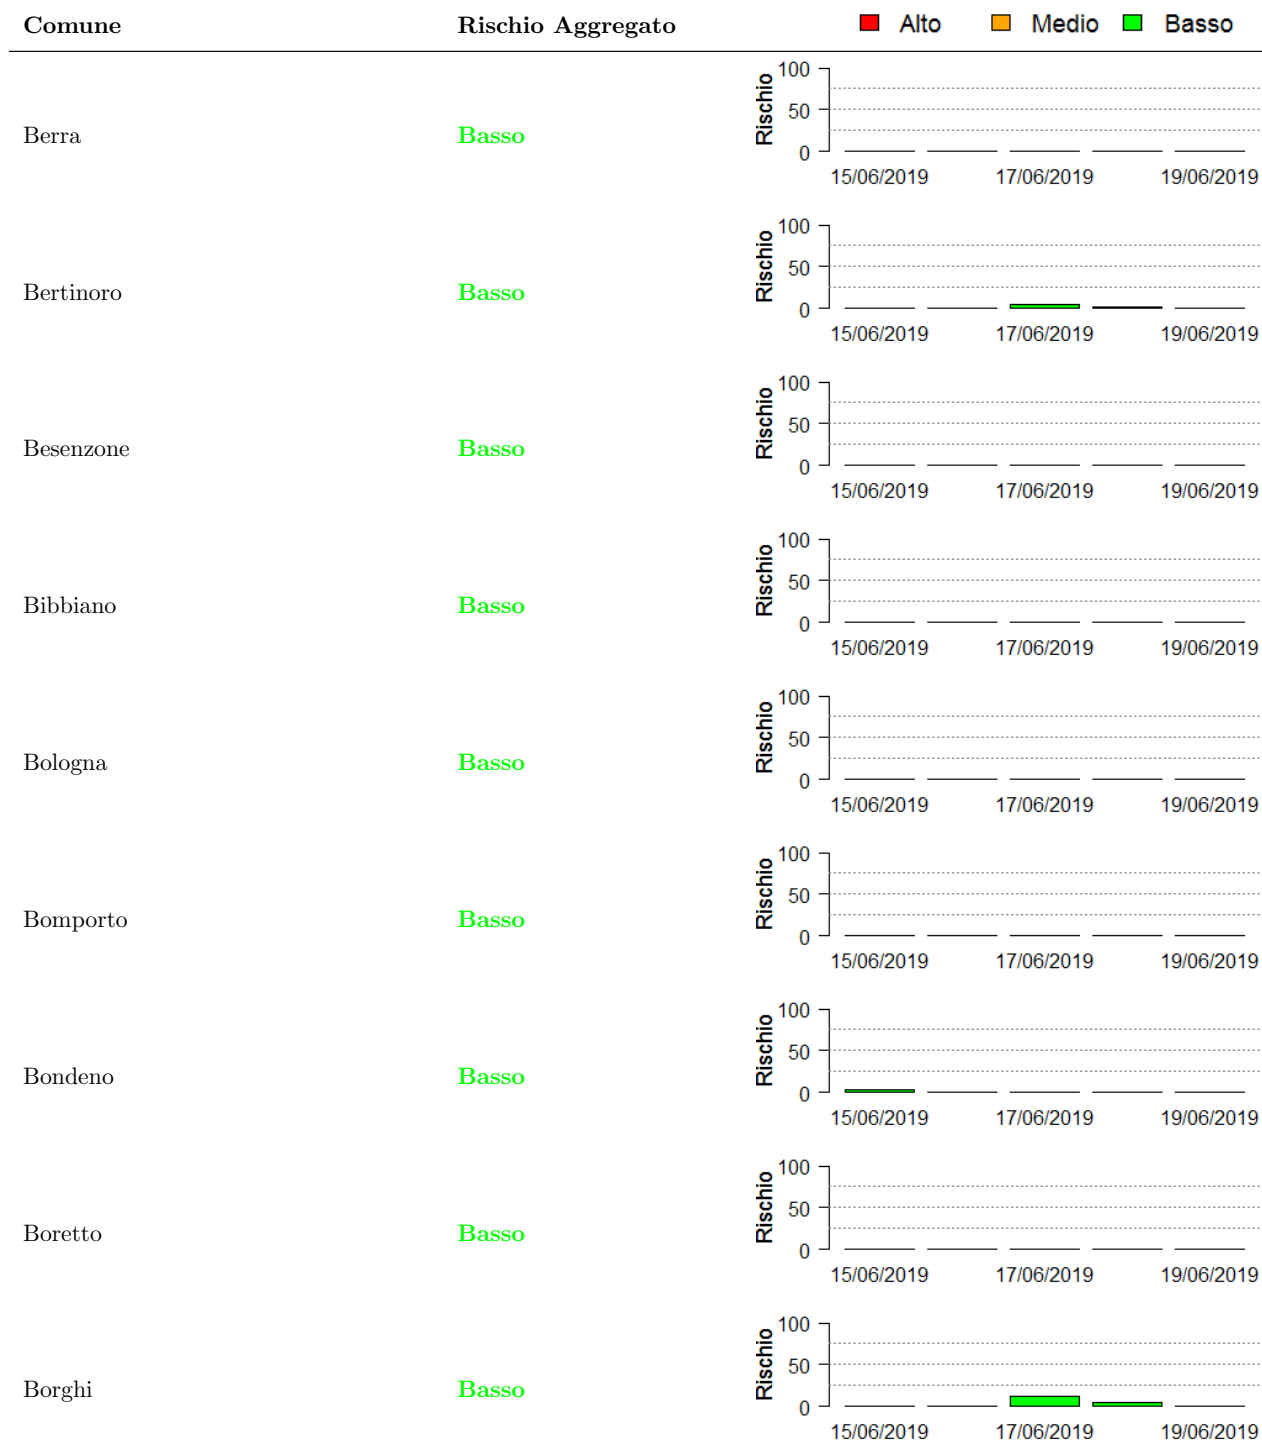 Comune Rischio Aggregato Alto Medio Basso
100
50
0
Rischio
Berra Basso
15/06/2019 17/06/2019 19/06/2019
100
50
0
Rischio
Bertinoro Basso
15/06/2019 17/06/2019 19/06/2019
100
50
0
Rischio
Besenzone Basso
15/06/2019 17/06/2019 19/06/2019
100
50
0
Rischio
Bibbiano Basso
15/06/2019 17/06/2019 19/06/2019
100
50
0
Rischio
Bologna Basso
15/06/2019 17/06/2019 19/06/2019
100
50
0
Rischio
Bomporto Basso
15/06/2019 17/06/2019 19/06/2019
100
50
0
Rischio
Bondeno Basso
15/06/2019 17/06/2019 19/06/2019
100
50
0
Rischio
Boretto Basso
15/06/2019 17/06/2019 19/06/2019
100
50
0
Rischio
Borghi Basso
15/06/2019 17/06/2019 19/06/2019